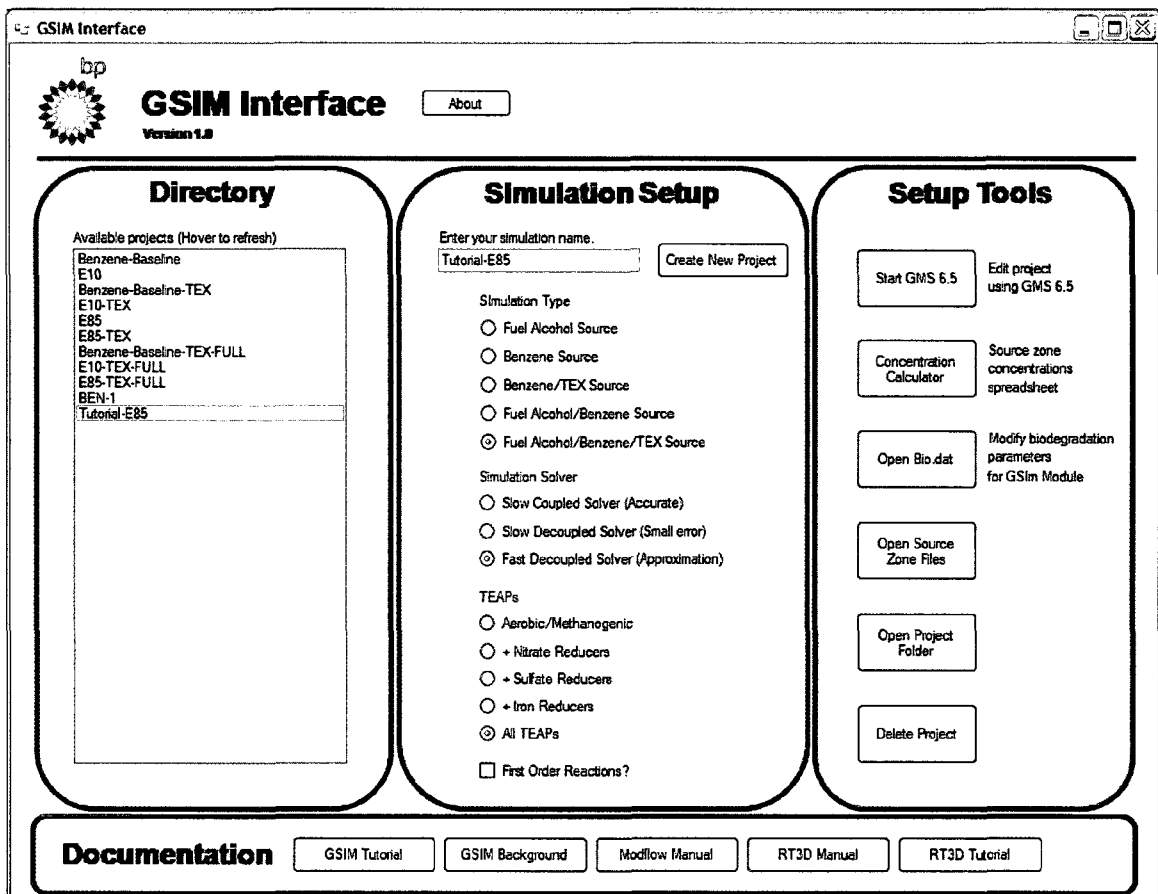 GSIM Interface
bp
GSIM Interface
About
Version 1.0
Directory
Available projects (Hover to refresh)
Benzene-Baseline
E10
Benzene-Baseline-TEX
E10-TEX
E85
E85-TEX
Benzene-Baseline-TEX-FULL
E10-TEX-FULL
E85-TEX-FULL
BEN-1
Tutorial-E85
Simulation Setup
Enter your simulation name.
Tutorial-E85
Create New Project
Simulation Type
Fuel Alcohol Source
Benzene Source
Benzene/TEX Source
Fuel Alcohol/Benzene Source
Fuel Alcohol/Benzene/TEX Source
Simulation Solver
Slow Coupled Solver (Accurate)
Slow Decoupled Solver (Small error)
Fast Decoupled Solver (Approximation)
TEAPs
Aerobic/Methanogenic
+ Nitrate Reducers
+ Sulfate Reducers
+ Iron Reducers
All TEAPs
First Order Reactions?
Setup Tools
Start GMS 6.5
Edit project
using GMS 6.5
Concentration
Calculator
Source zone
concentrations
spreadsheet
Open Bio.dat
Modify biodegradation
parameters
for GSIm Module
Open Source
Zone Files
Open Project
Folder
Delete Project
Documentation
GSIM Tutorial
GSIM Background
Modflow Manual
RT3D Manual
RT3D Tutorial